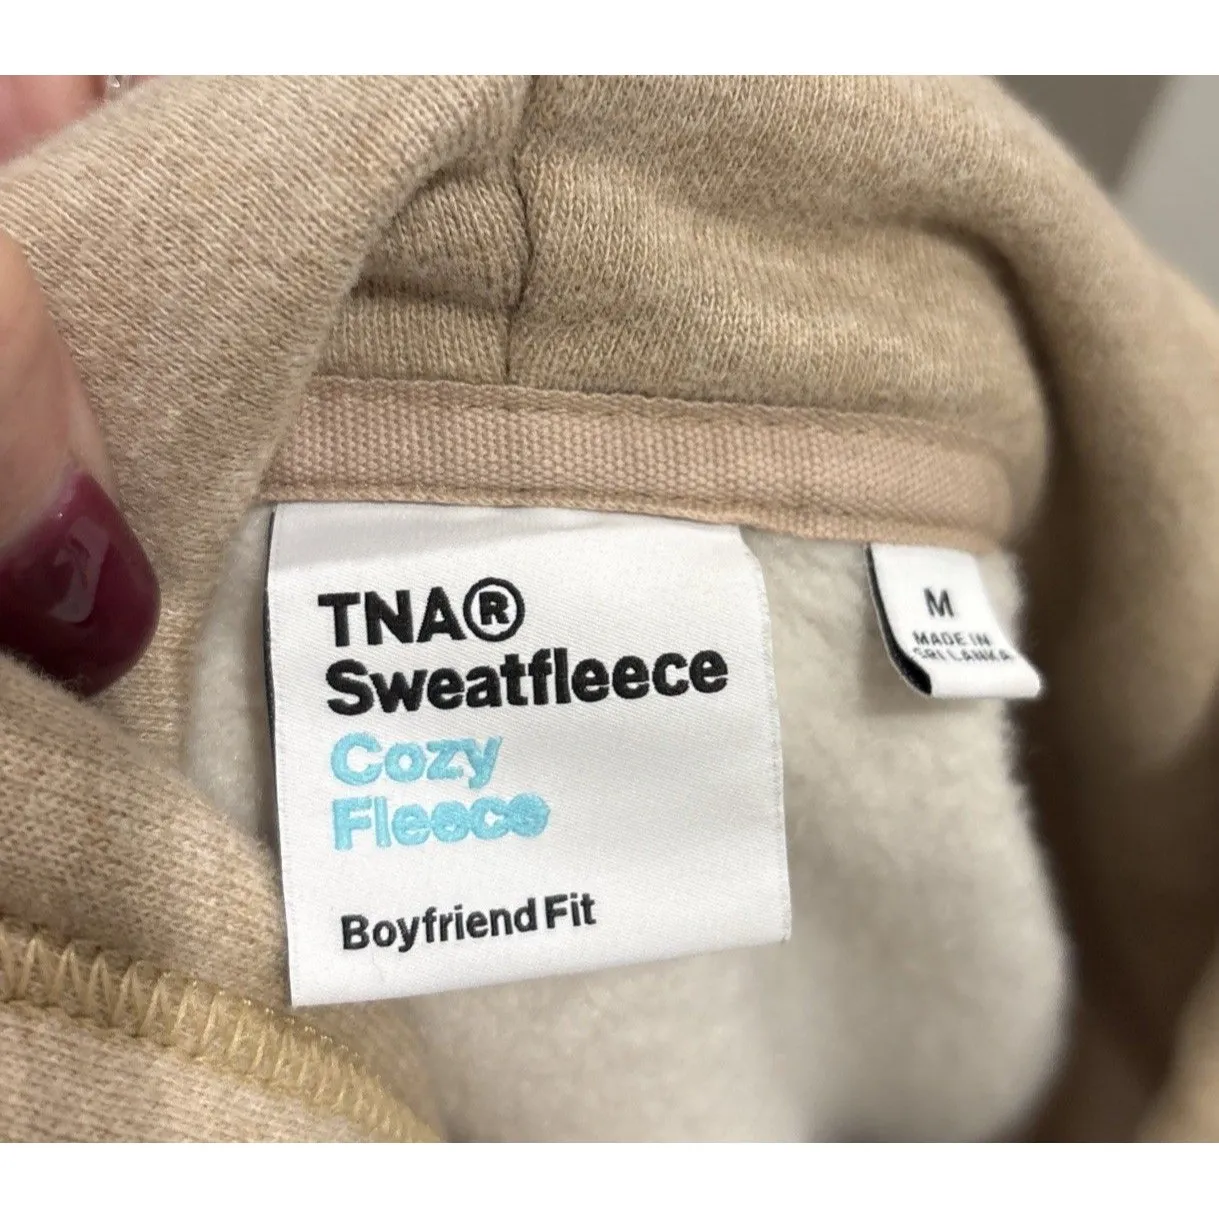 TNA®
Sweatfleece
Cozy
Fleece
Boyfriend Fit
M
MADE IN
SRI LANKA